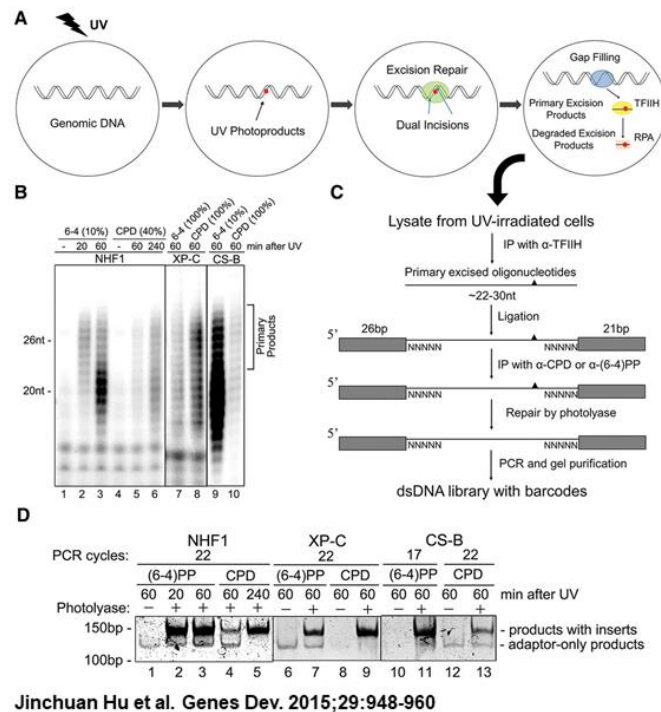 A
UV
Genomic DNA
UV Photoproducts
Excision Repair
Dual Incisions
Gap Filling
Primary Excision
Products
TFIIH
Degraded Excision
Products
RPA
B
6-4 (10%) CPD (40%) 6-4 (100%) CPD (100%) 6-4 (10%) CPD (100%)
- 20 60 - 60 240 60 60 60 60 min after UV
NHF1 XP-C CS-B
26nt -
20nt -
Primary
Products
1 2 3 4 5 6 7 8 9 10
C
Lysate from UV-irradiated cells
IP with α-TFIIH
Primary excised oligonucleotides
~22-30nt
Ligation
5’ 26bp 21bp
NNNNN NNNNN
IP with α-CPD or α-(6-4)PP
5’
NNNNN NNNNN
Repair by photolyase
5’
NNNNN NNNNN
PCR and gel purification
dsDNA library with barcodes
D
NHF1 XP-C CS-B
PCR cycles: 22 22 17 22
(6-4)PP CPD (6-4)PP CPD (6-4)PP CPD
60 20 60 60 240 60 60 60 60 60 60 60 60 min after UV
Photolyase: - + + + + - + - + - + - +
150bp - - products with inserts
- adaptor-only products
100bp -
1 2 3 4 5 6 7 8 9 10 11 12 13
Jinchuan Hu et al. Genes Dev. 2015;29:948-960